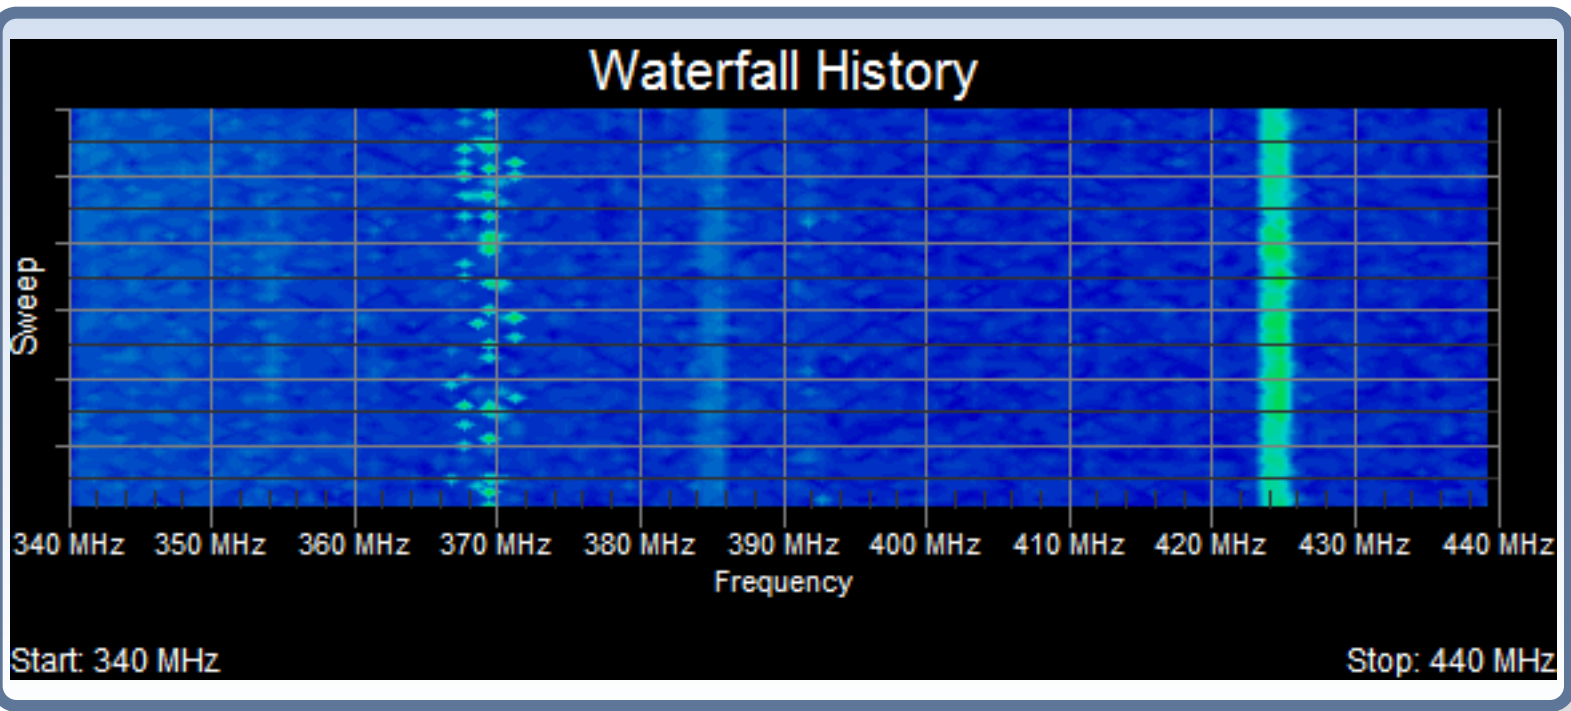 Waterfall History
Sweep
340 MHz 350 MHz 360 MHz 370 MHz 380 MHz 390 MHz 400 MHz 410 MHz 420 MHz 430 MHz 440 MHz
Frequency
Start: 340 MHz Stop: 440 MHz